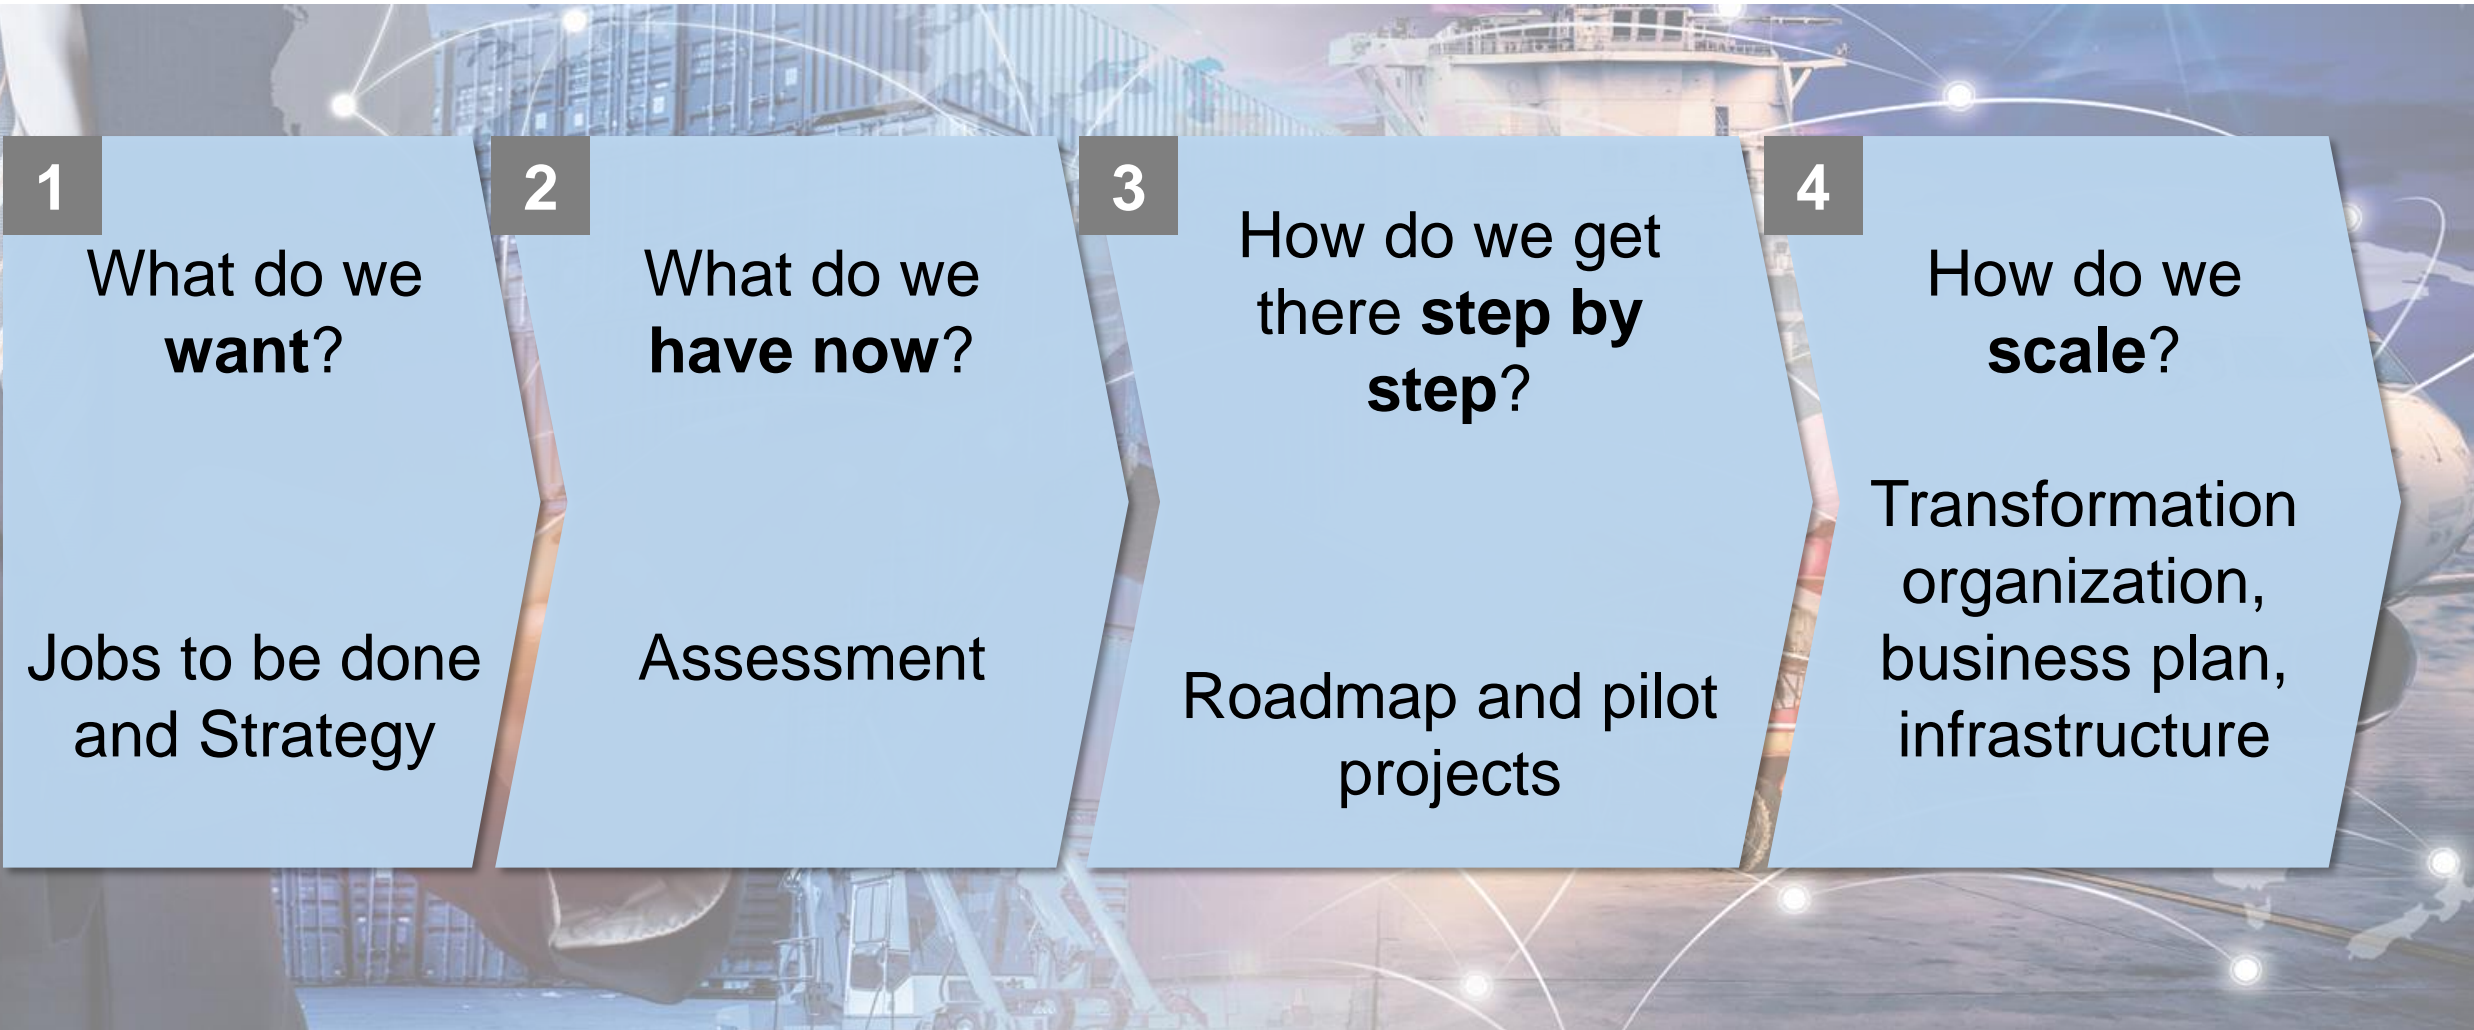 1
What do we
want?
Jobs to be done
and Strategy
2
What do we
have now?
Assessment
3
How do we get
there step by
step?
Roadmap and pilot
projects
4
How do we
scale?
Transformation
organization,
business plan,
infrastructure